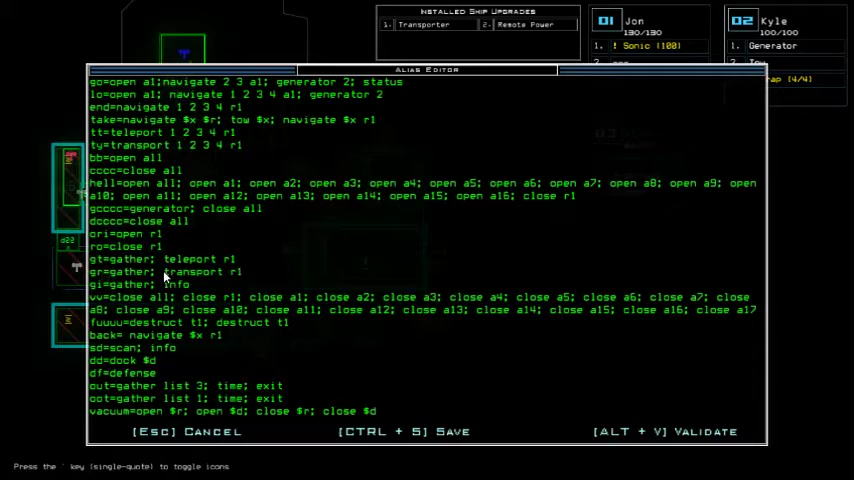 INSTALLED SHIP UPGRADES
1. Transporter 2. Remote Power
01 Jon
130/130
1. ! Sonic (100)
02 Kyle
100/100
1. Generator
ALIAS EDITOR
go=open a1;navigate 2 3 a1; generator 2; status
lo=open a1; navigate 1 2 3 4 a1; generator 2
end=navigate 1 2 3 4 r1
take=navigate $x $r; tow $x; navigate $x r1
tt=teleport 1 2 3 4 r1
ty=transport 1 2 3 4 r1
bb=open all
cccc=close all
hell=open all; open a1; open a2; open a3; open a4; open a5; open a6; open a7; open a8; open a9; open
a10; open a11; open a12; open a13; open a14; open a15; open a16; close r1
gcccc=generator; close all
dcccc=close all
ori=open r1
ro=close r1
gt=gather; teleport r1
gr=gather; transport r1
gi=gather; info
vv=close all; close r1; close a1; close a2; close a3; close a4; close a5; close a6; close a7; close
a8; close a9; close a10; close a11; close a12; close a13; close a14; close a15; close a16; close a17
fuuuu=destruct t1; destruct t1
back= navigate $x r1
sd=scan; info
dd=dock $d
df=defense
out=gather list 3; time; exit
oot=gather list 1; time; exit
vacuum=open $r; open $d; close $r; close $d
[ESC] CANCEL [CTRL + S] SAVE [ALT + V] VALIDATE
Press the ' key (single-quote) to toggle icons